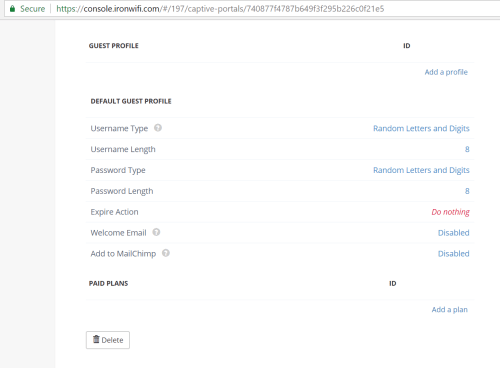 Secure https://console.ironwifi.com/#/197/captive-portals/740877f4787b649f3f295b226c0f21e5
GUEST PROFILE ID
Add a profile
DEFAULT GUEST PROFILE
Username Type ? Random Letters and Digits
Username Length 8
Password Type Random Letters and Digits
Password Length 8
Expire Action Do nothing
Welcome Email ? Disabled
Add to MailChimp ? Disabled
PAID PLANS ID
Add a plan
Delete